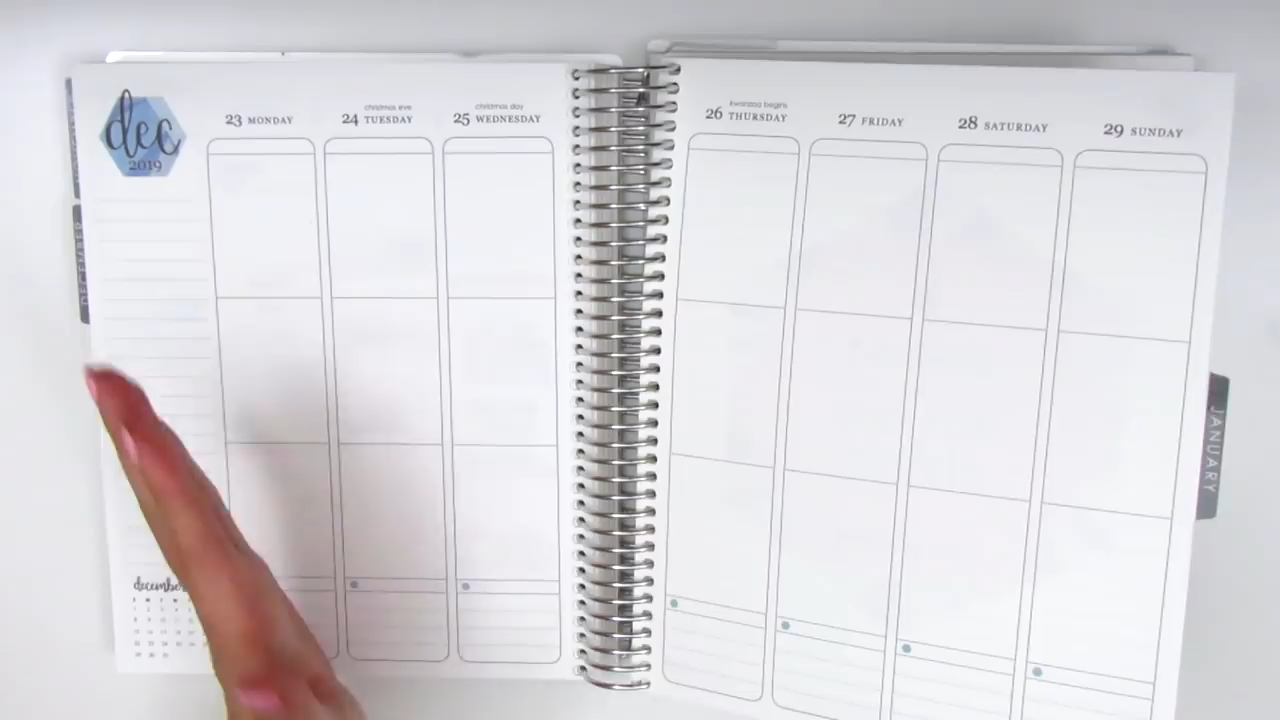 dec
2019
23 MONDAY
christmas eve
24 TUESDAY
christmas day
25 WEDNESDAY
kwanzaa begins
26 THURSDAY
27 FRIDAY
28 SATURDAY
29 SUNDAY
DECEMBER
JANUARY
december